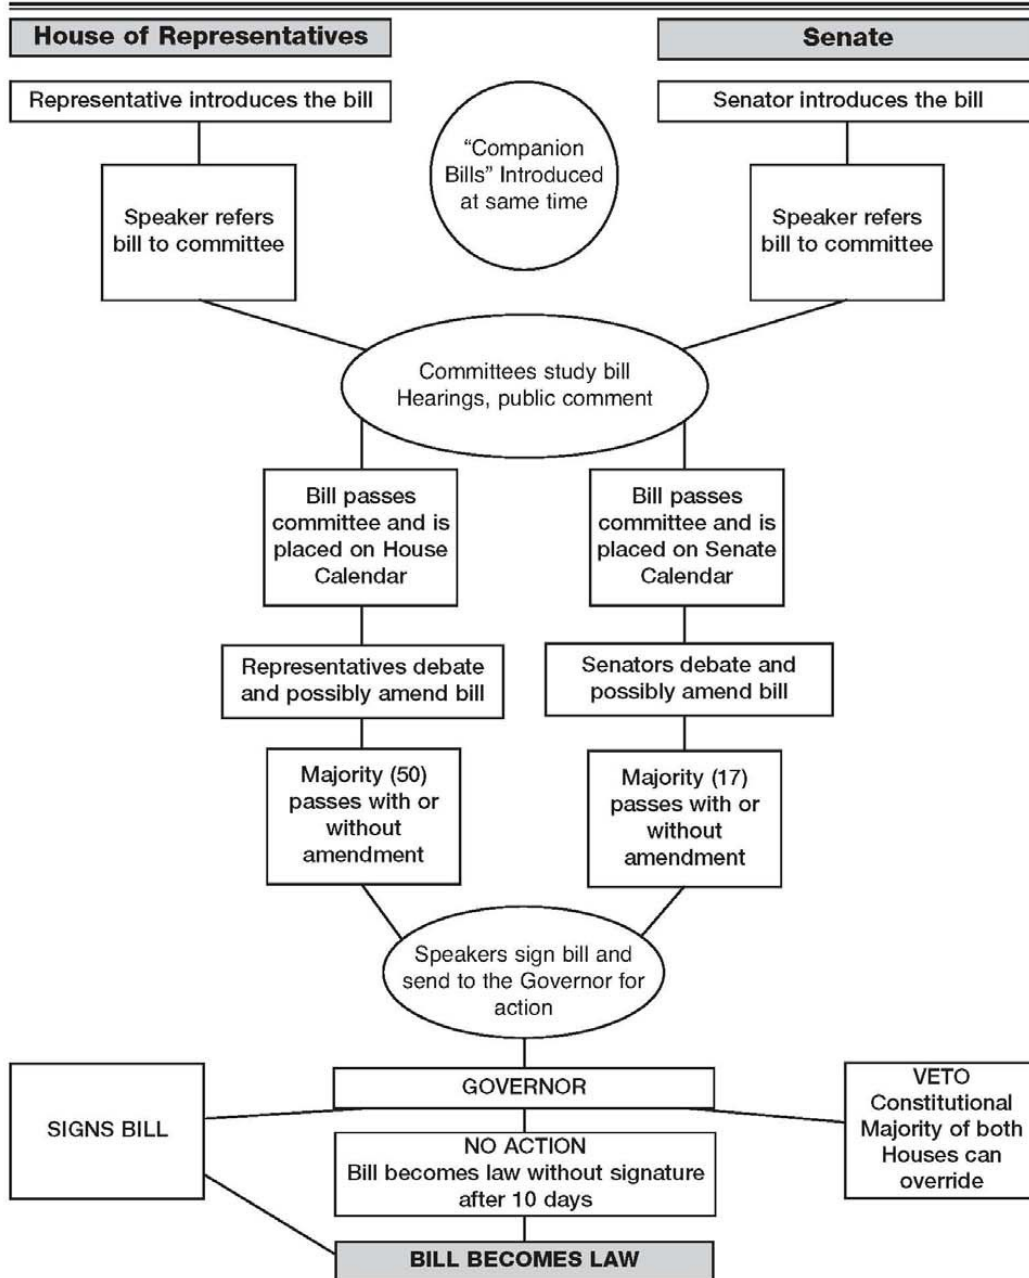 House of Representatives
Senate
Representative introduces the bill
Senator introduces the bill
“Companion
Bills” Introduced
at same time
Speaker refers
bill to committee
Speaker refers
bill to committee
Committees study bill
Hearings, public comment
Bill passes
committee and is
placed on House
Calendar
Bill passes
committee and is
placed on Senate
Calendar
Representatives debate
and possibly amend bill
Senators debate and
possibly amend bill
Majority (50)
passes with or
without
amendment
Majority (17)
passes with or
without
amendment
Speakers sign bill and
send to the Governor for
action
GOVERNOR
SIGNS BILL
NO ACTION
Bill becomes law without signature
after 10 days
VETO
Constitutional
Majority of both
Houses can
override
BILL BECOMES LAW